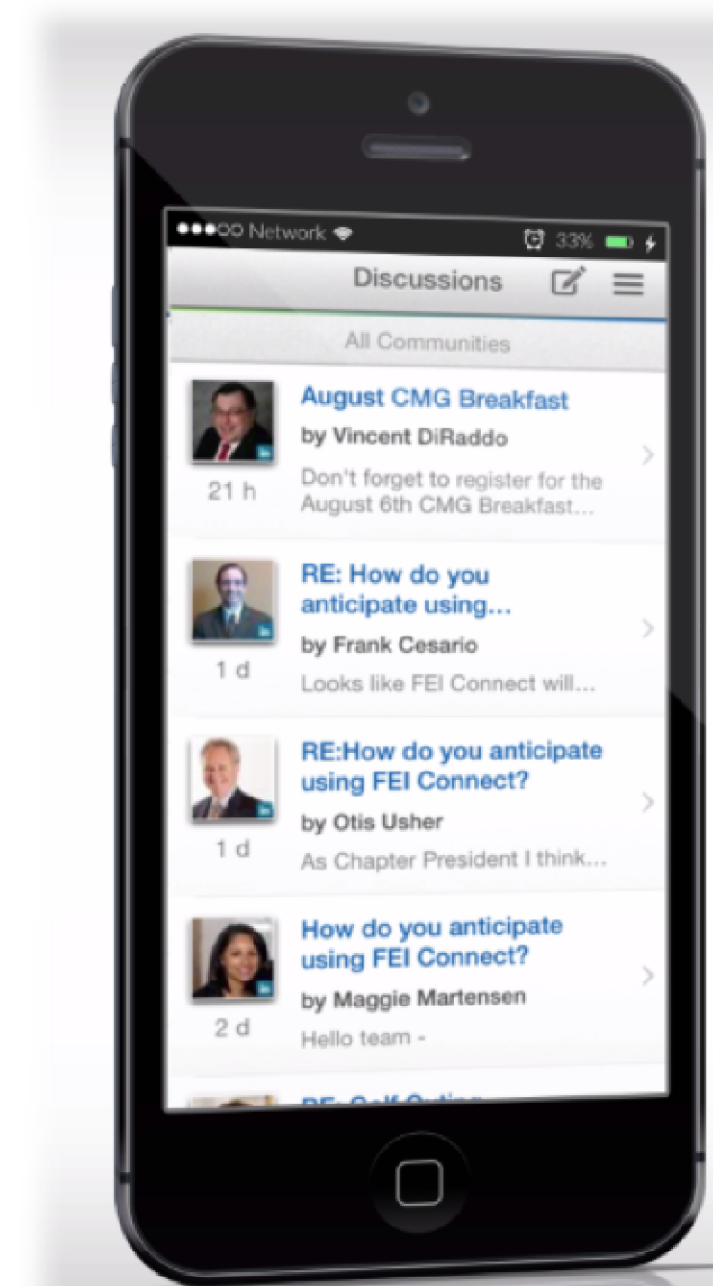 Network 33%
Discussions
All Communities
August CMG Breakfast
by Vincent DiRaddo
21 h
Don't forget to register for the
August 6th CMG Breakfast...
RE: How do you
anticipate using...
by Frank Cesario
1 d
Looks like FEI Connect will...
RE:How do you anticipate
using FEI Connect?
by Otis Usher
1 d
As Chapter President I think...
How do you anticipate
using FEI Connect?
by Maggie Martensen
2 d
Hello team -
RE: Golf Outing